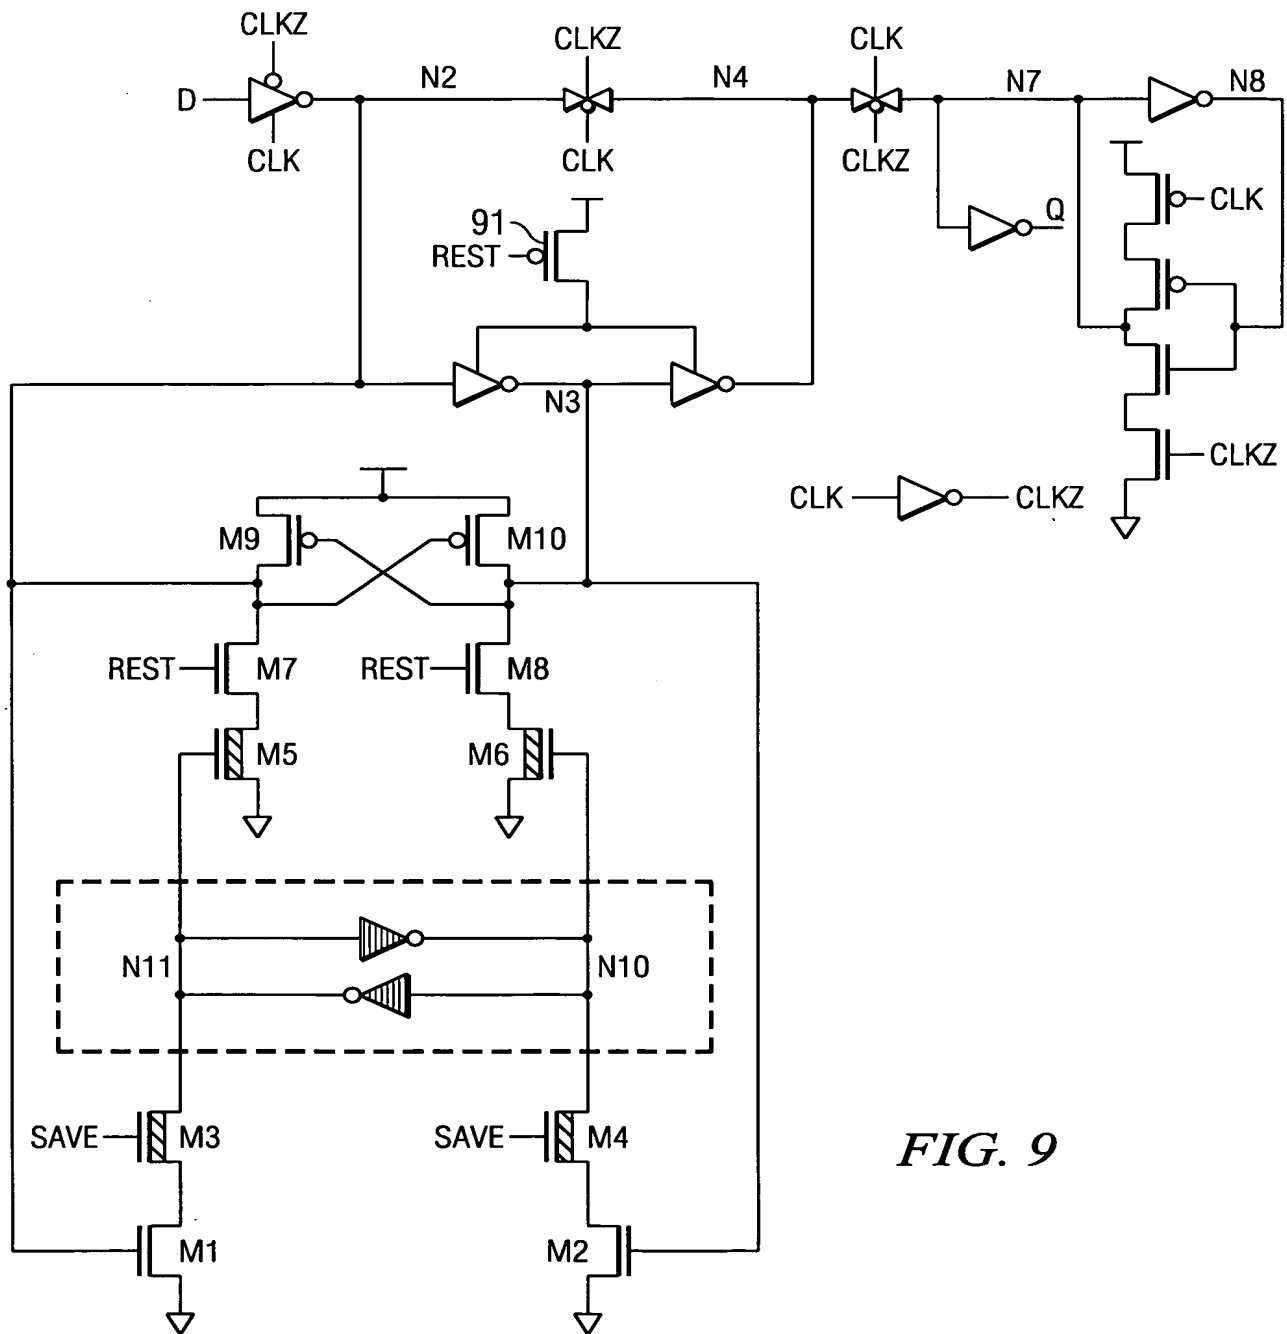 CLKZ
CLKZ
CLK
D
N2
N4
N7
N8
CLK
CLK
CLKZ
CLK
91
REST
Q
N3
CLKZ
CLK
CLKZ
M9
M10
REST
M7
REST
M8
M5
M6
N11
N10
SAVE
M3
SAVE
M4
FIG. 9
M1
M2